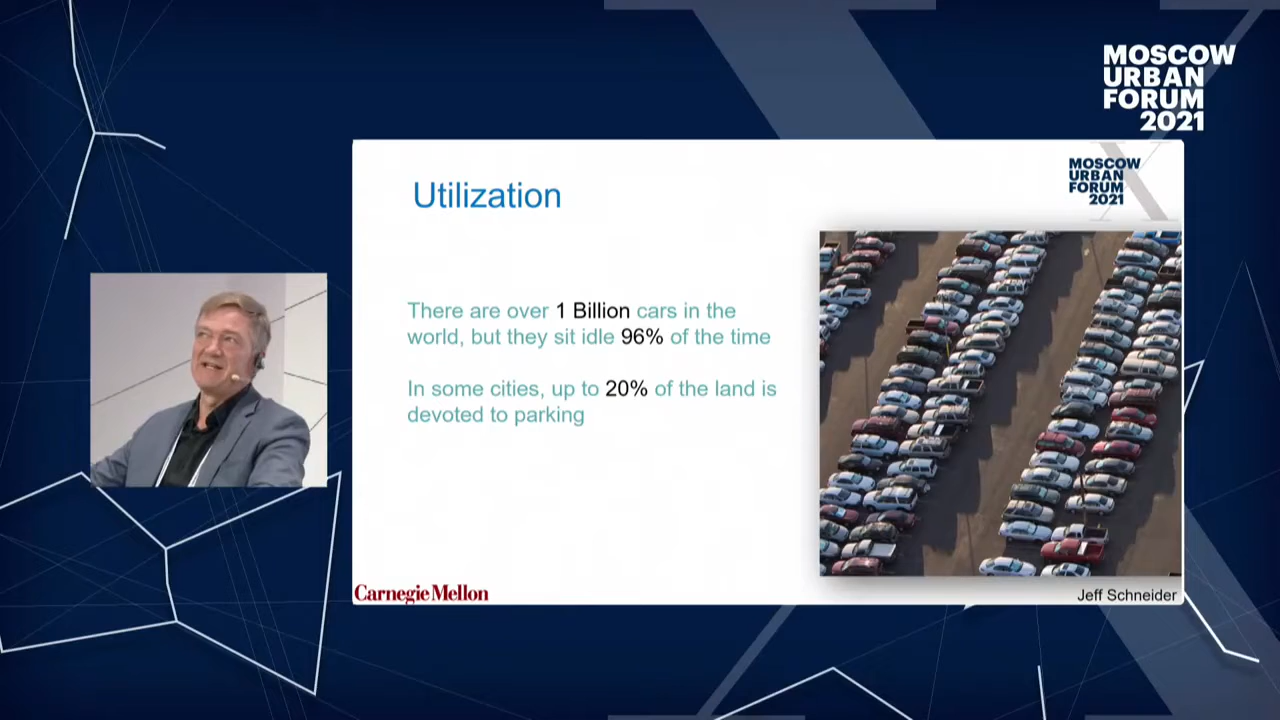 MOSCOW
URBAN
FORUM
2021
Utilization
MOSCOW
URBAN
FORUM
2021
There are over 1 Billion cars in the
world, but they sit idle 96% of the time
In some cities, up to 20% of the land is
devoted to parking
Carnegie Mellon
Jeff Schneider